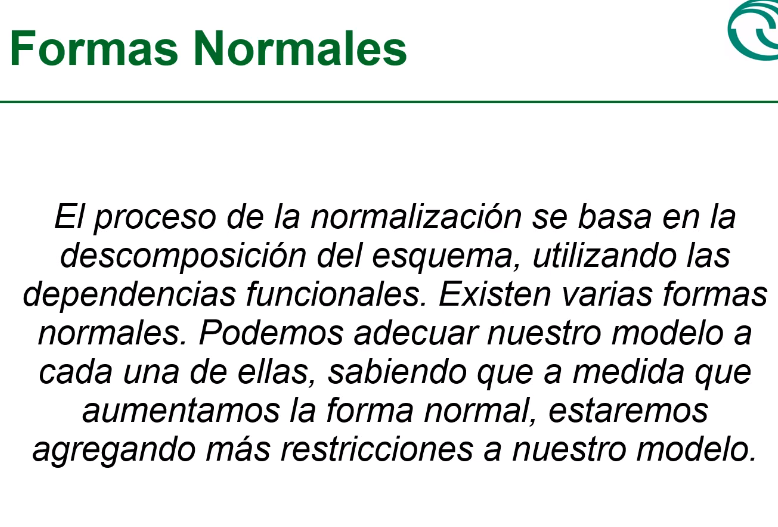 Formas Normales
El proceso de la normalización se basa en la
descomposición del esquema, utilizando las
dependencias funcionales. Existen varias formas
normales. Podemos adecuar nuestro modelo a
cada una de ellas, sabiendo que a medida que
aumentamos la forma normal, estaremos
agregando más restricciones a nuestro modelo.